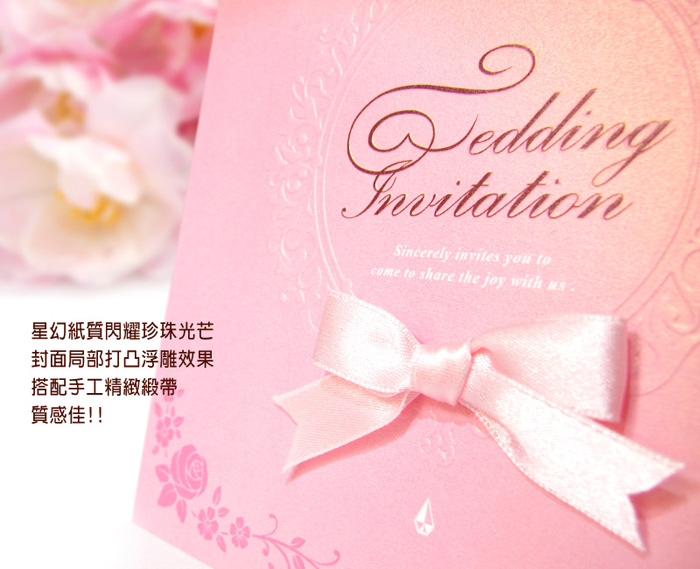 Wedding
Invitation
Sincerely invites you to
come to share the joy with us .
星幻紙質閃耀珍珠光芒
封面局部打凸浮雕效果
搭配手工精緻緞帶
質感佳!!